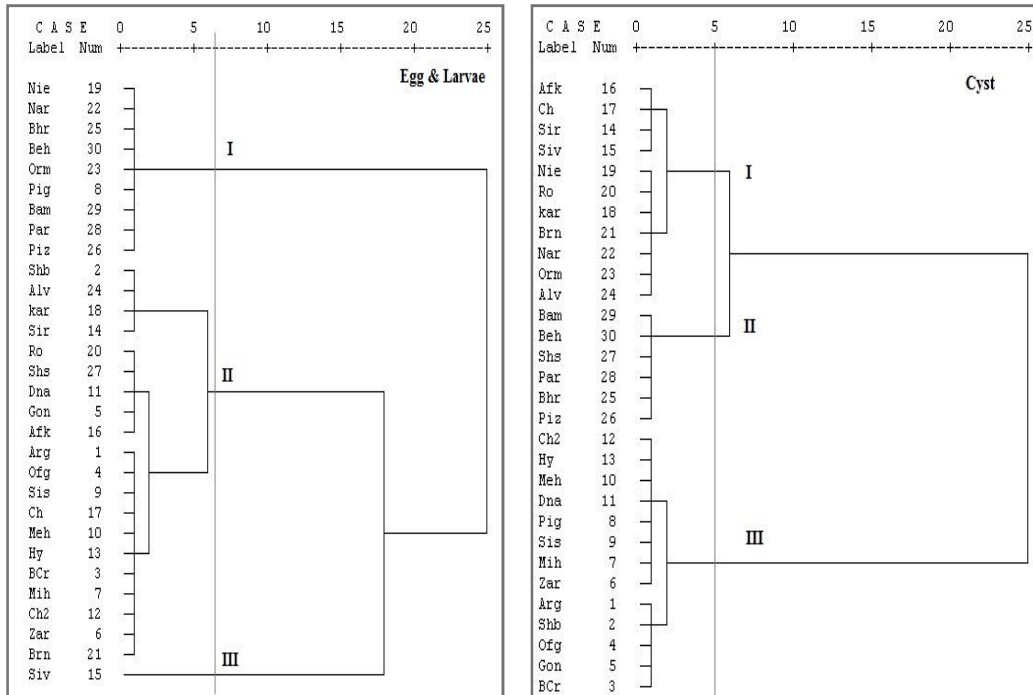 C A S E 0 5 10 15 20 25
Label Num
Egg & Larvae
Nie 19
Nar 22
Bhr 25
Beh 30
I
Orm 23
Pig 8
Bam 29
Par 28
Piz 26
Shb 2
Alv 24
kar 18
Sir 14
Ro 20
Shs 27
II
Dna 11
Gon 5
Afk 16
Arg 1
Ofg 4
Sis 9
Ch 17
Meh 10
Hy 13
BCr 3
Mih 7
Ch2 12
Zar 6
Brn 21
III
Siv 15
C A S E 0 5 10 15 20 25
Label Num
Cyst
Afk 16
Ch 17
Sir 14
Siv 15
Nie 19
I
Ro 20
kar 18
Brn 21
Nar 22
Orm 23
Alv 24
Bam 29
II
Beh 30
Shs 27
Par 28
Bhr 25
Piz 26
Ch2 12
Hy 13
Meh 10
Dna 11
Pig 8
Sis 9
III
Mih 7
Zar 6
Arg 1
Shb 2
Ofg 4
Gon 5
BCr 3